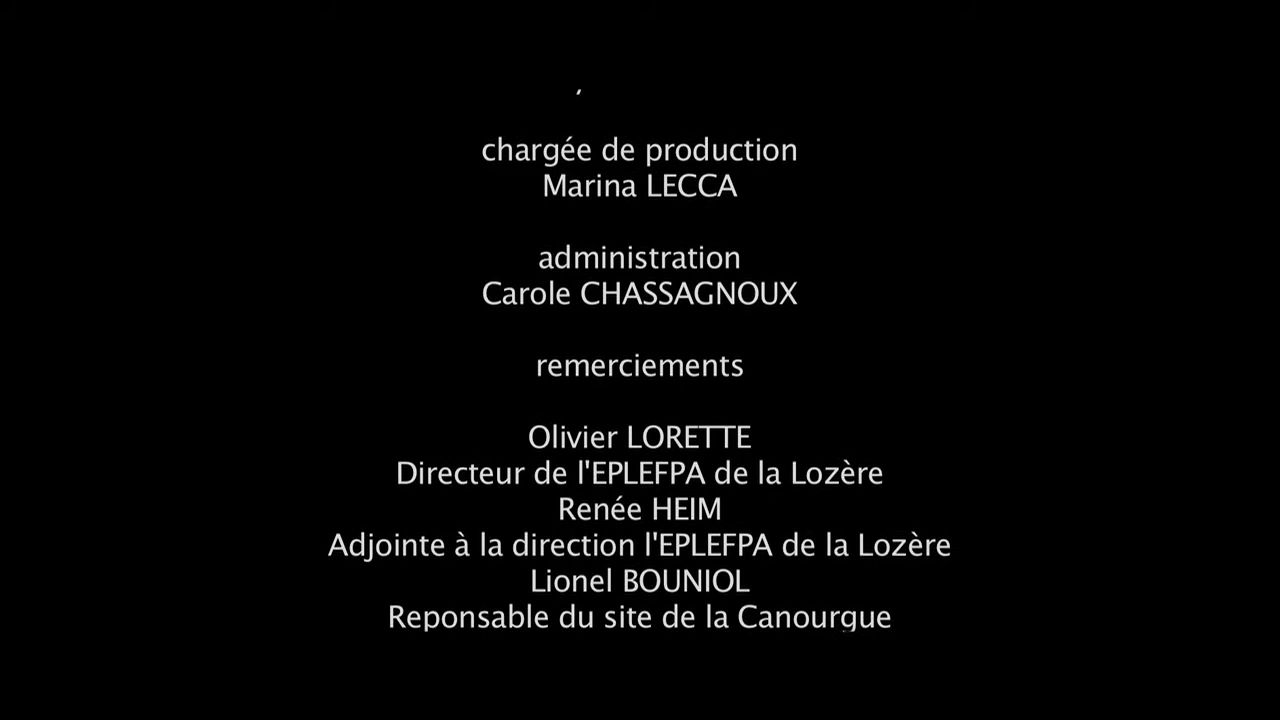 chargée de production
Marina LECCA
administration
Carole CHASSAGNOUX
remerciements
Olivier LORETTE
Directeur de l'EPLEFPA de la Lozère
Renée HEIM
Adjointe à la direction l'EPLEFPA de la Lozère
Lionel BOUNIOL
Reponsable du site de la Canourgue